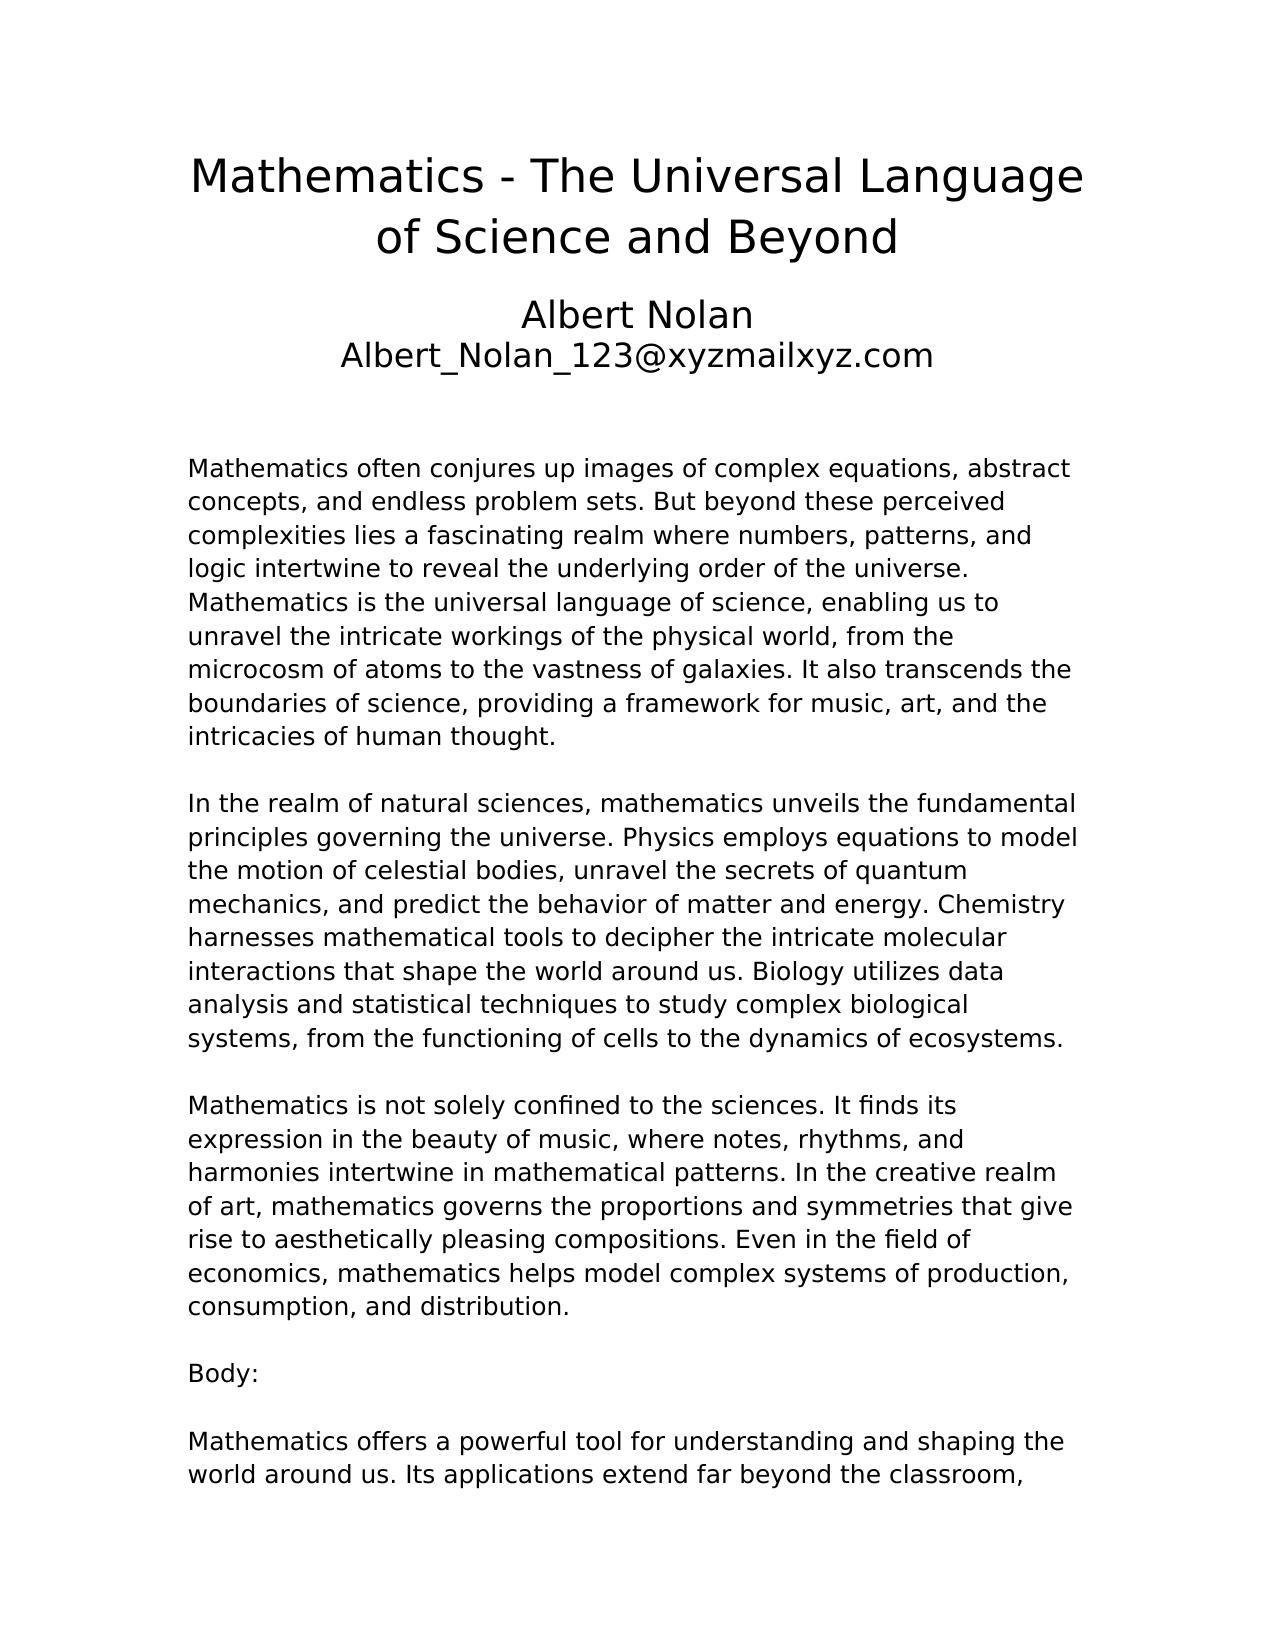 Mathematics - The Universal Language
of Science and Beyond
Albert Nolan
Albert_Nolan_123@xyzmailxyz.com
Mathematics often conjures up images of complex equations, abstract
concepts, and endless problem sets. But beyond these perceived
complexities lies a fascinating realm where numbers, patterns, and
logic intertwine to reveal the underlying order of the universe.
Mathematics is the universal language of science, enabling us to
unravel the intricate workings of the physical world, from the
microcosm of atoms to the vastness of galaxies. It also transcends the
boundaries of science, providing a framework for music, art, and the
intricacies of human thought.
In the realm of natural sciences, mathematics unveils the fundamental
principles governing the universe. Physics employs equations to model
the motion of celestial bodies, unravel the secrets of quantum
mechanics, and predict the behavior of matter and energy. Chemistry
harnesses mathematical tools to decipher the intricate molecular
interactions that shape the world around us. Biology utilizes data
analysis and statistical techniques to study complex biological
systems, from the functioning of cells to the dynamics of ecosystems.
Mathematics is not solely confined to the sciences. It finds its
expression in the beauty of music, where notes, rhythms, and
harmonies intertwine in mathematical patterns. In the creative realm
of art, mathematics governs the proportions and symmetries that give
rise to aesthetically pleasing compositions. Even in the field of
economics, mathematics helps model complex systems of production,
consumption, and distribution.
Body:
Mathematics offers a powerful tool for understanding and shaping the
world around us. Its applications extend far beyond the classroom,